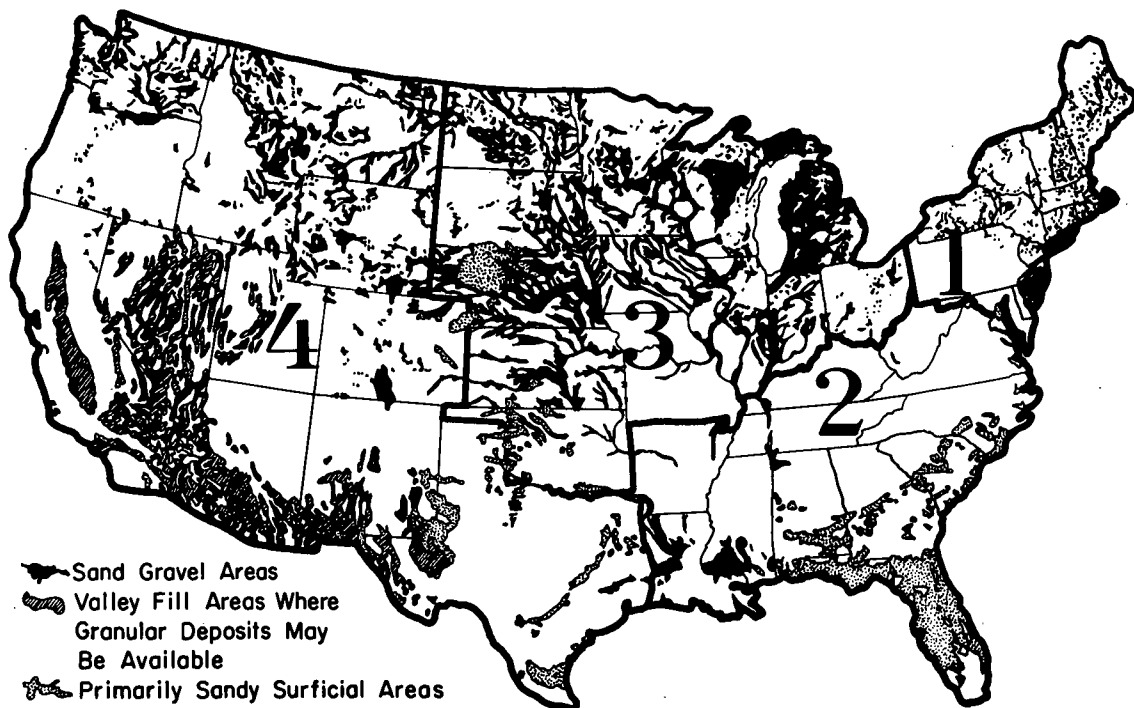 1
4
3
2
Sand Gravel Areas
Valley Fill Areas Where
Granular Deposits May
Be Available
Primarily Sandy Surficial Areas